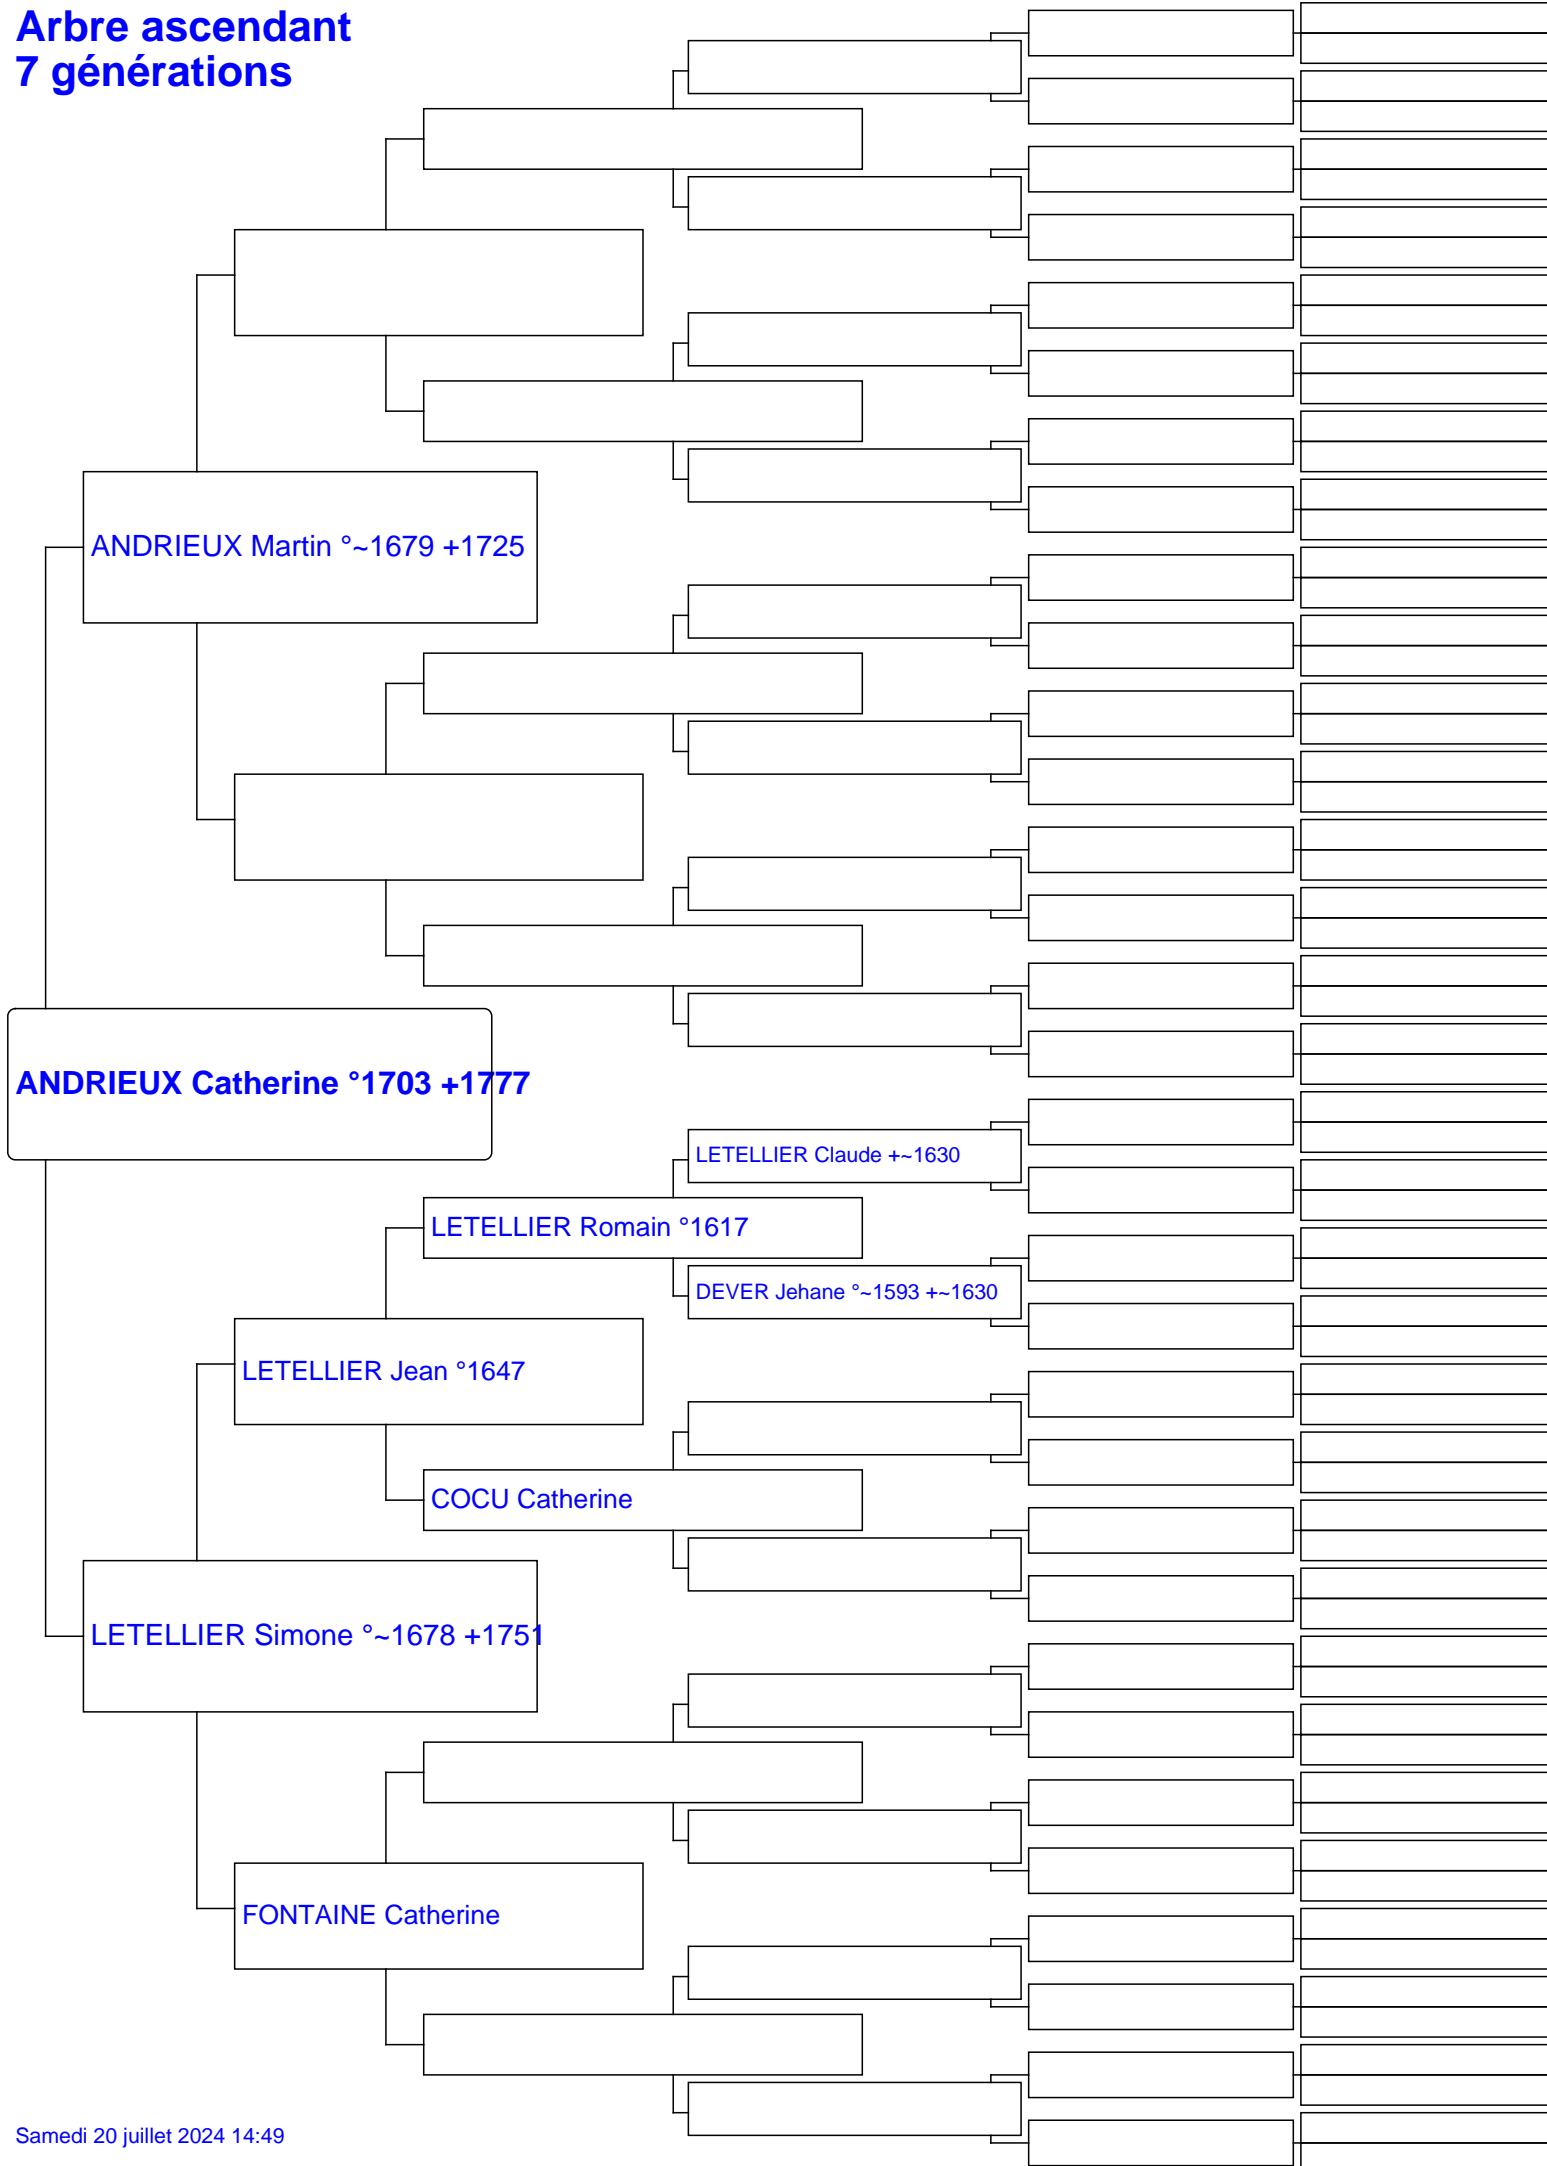 Arbre ascendant
7 générations
ANDRIEUX Martin °~1679 +1725
ANDRIEUX Catherine °1703 +1777
LETELLIER Claude +~1630
LETELLIER Romain °1617
DEVER Jehane °~1593 +~1630
LETELLIER Jean °1647
COCU Catherine
LETELLIER Simone °~1678 +1751
FONTAINE Catherine
Samedi 20 juillet 2024 14:49